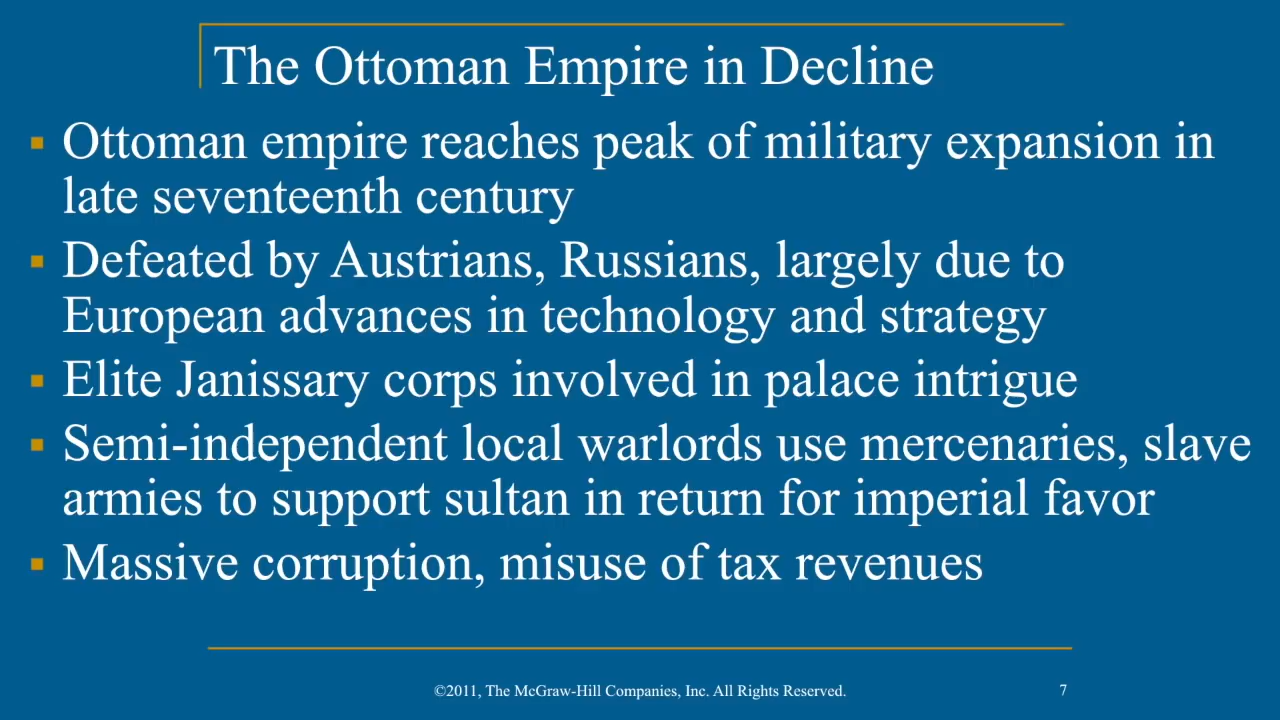 The Ottoman Empire in Decline
▪ Ottoman empire reaches peak of military expansion in
late seventeenth century
▪ Defeated by Austrians, Russians, largely due to
European advances in technology and strategy
▪ Elite Janissary corps involved in palace intrigue
▪ Semi-independent local warlords use mercenaries, slave
armies to support sultan in return for imperial favor
▪ Massive corruption, misuse of tax revenues
©2011, The McGraw-Hill Companies, Inc. All Rights Reserved.
7